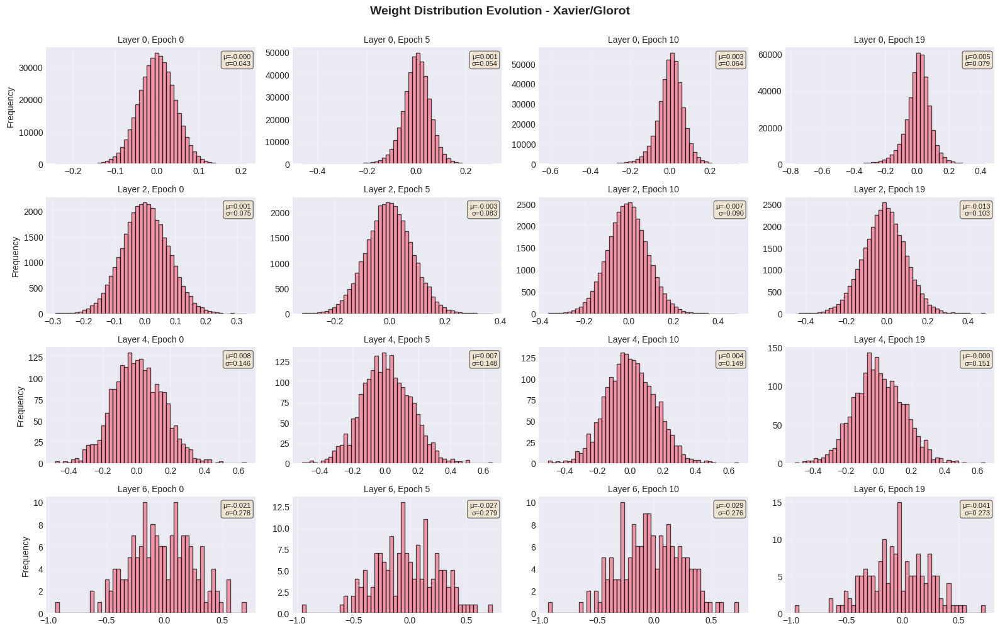 Weight Distribution Evolution - Xavier/Glorot
Layer 0, Epoch 0
Layer 0, Epoch 5
Layer 0, Epoch 10
Layer 0, Epoch 19
μ=-0.000
σ=0.043
μ=0.001
σ=0.054
μ=0.003
σ=0.064
μ=0.005
σ=0.079
Frequency
30000
20000
10000
0
50000
40000
30000
20000
10000
0
50000
40000
30000
20000
10000
0
60000
40000
20000
0
−0.2 −0.1 0.0 0.1 0.2
−0.4 −0.2 0.0 0.2
−0.6 −0.4 −0.2 0.0 0.2
−0.8 −0.6 −0.4 −0.2 0.0 0.2 0.4
Layer 2, Epoch 0
Layer 2, Epoch 5
Layer 2, Epoch 10
Layer 2, Epoch 19
μ=0.001
σ=0.075
μ=-0.003
σ=0.083
μ=-0.007
σ=0.090
μ=-0.013
σ=0.103
Frequency
2000
1500
1000
500
0
2000
1500
1000
500
0
2500
2000
1500
1000
500
0
2500
2000
1500
1000
500
0
−0.3 −0.2 −0.1 0.0 0.1 0.2 0.3
−0.2 0.0 0.2 0.4
−0.4 −0.2 0.0 0.2 0.4
−0.4 −0.2 0.0 0.2 0.4
Layer 4, Epoch 0
Layer 4, Epoch 5
Layer 4, Epoch 10
Layer 4, Epoch 19
μ=0.008
σ=0.146
μ=0.007
σ=0.148
μ=0.004
σ=0.149
μ=-0.000
σ=0.151
Frequency
125
100
75
50
25
0
125
100
75
50
25
0
125
100
75
50
25
0
150
125
100
75
50
25
0
−0.4 −0.2 0.0 0.2 0.4 0.6
−0.4 −0.2 0.0 0.2 0.4 0.6
−0.4 −0.2 0.0 0.2 0.4 0.6
−0.4 −0.2 0.0 0.2 0.4 0.6
Layer 6, Epoch 0
Layer 6, Epoch 5
Layer 6, Epoch 10
Layer 6, Epoch 19
μ=-0.021
σ=0.278
μ=-0.027
σ=0.279
μ=-0.029
σ=0.276
μ=-0.041
σ=0.273
Frequency
10
8
6
4
2
0
12.5
10.0
7.5
5.0
2.5
0.0
10
8
6
4
2
0
15
10
5
0
−1.0 −0.5 0.0 0.5
−1.0 −0.5 0.0 0.5
−1.0 −0.5 0.0 0.5
−1.0 −0.5 0.0 0.5